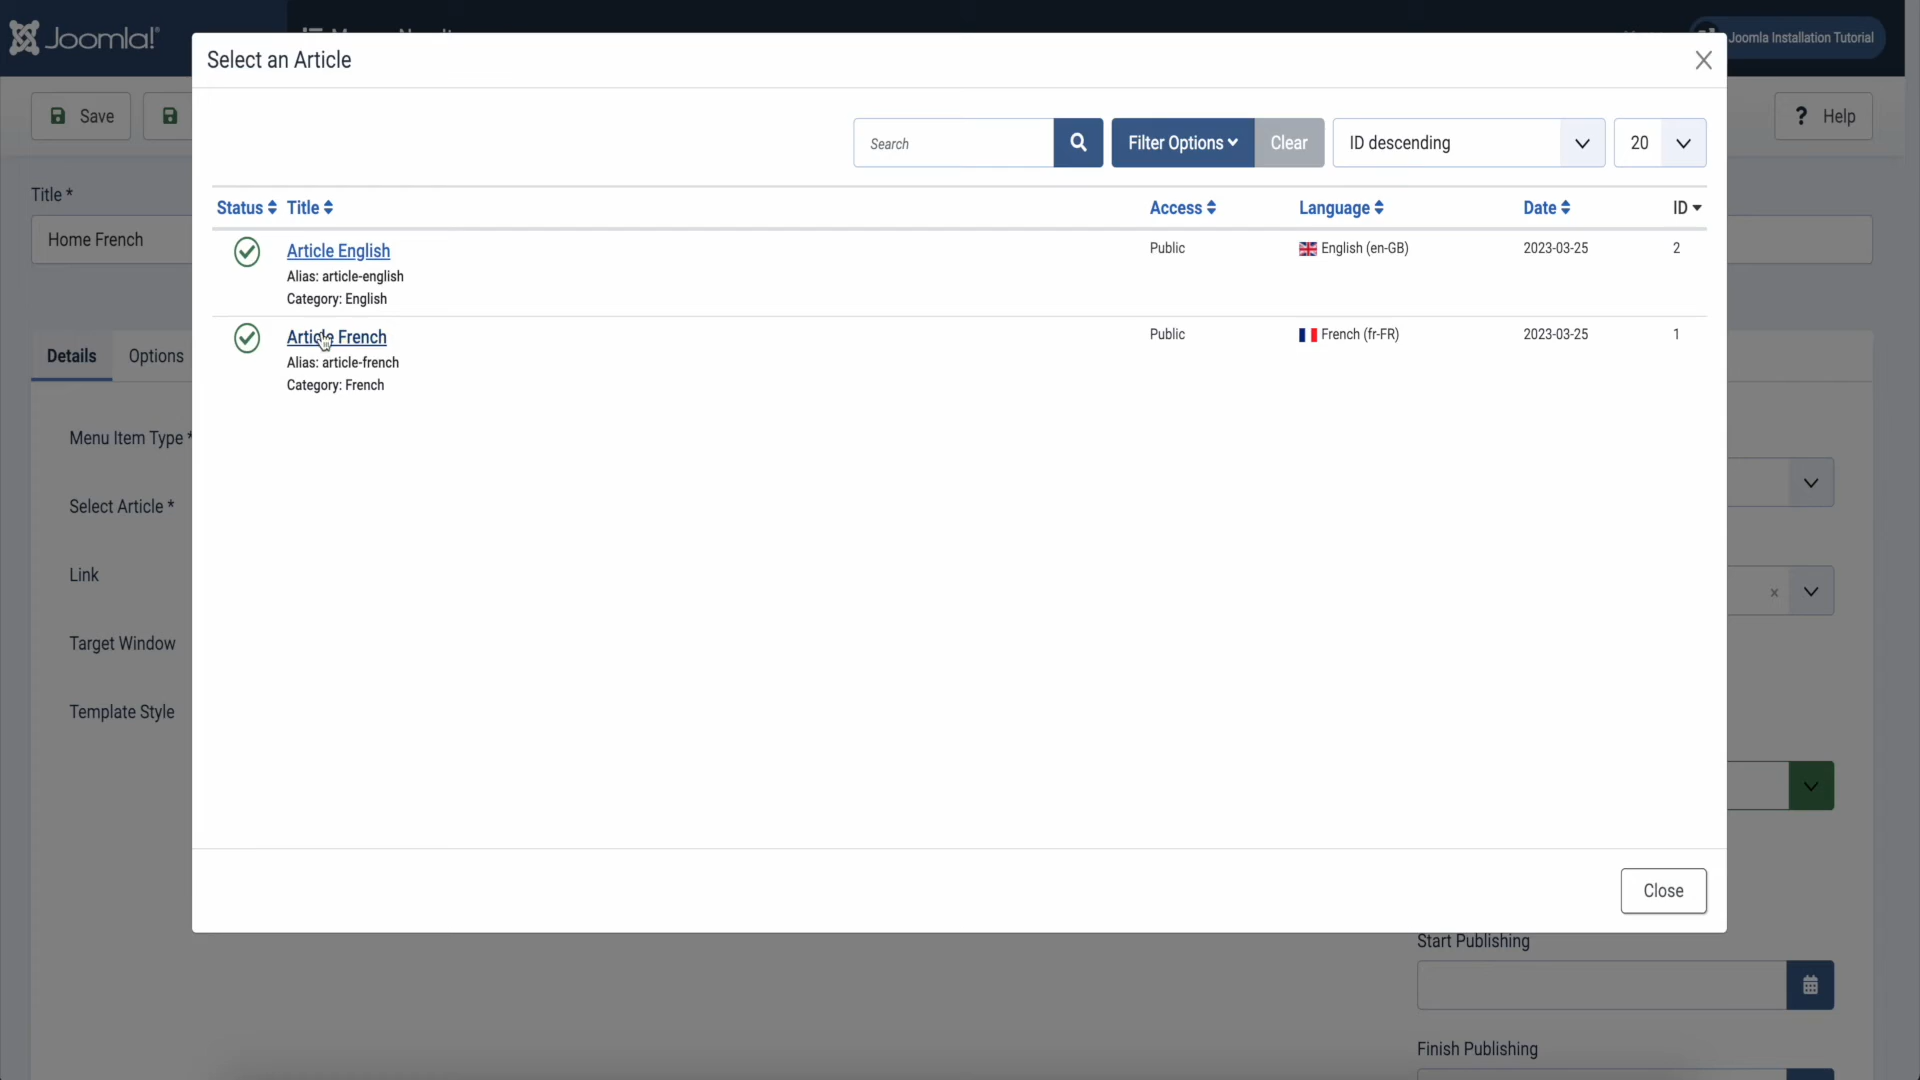 Joomla!®
Joomla Installation Tutorial
Select an Article
Save
Help
Search
Filter Options
Clear
ID descending
20
Title *
Home French
Status
Title
Access
Language
Date
ID
Article English
Public
English (en-GB)
2023-03-25
2
Alias: article-english
Category: English
Article French
Public
French (fr-FR)
2023-03-25
1
Alias: article-french
Category: French
Details
Options
Menu Item Type *
Select Article *
Link
Target Window
Template Style
Close
Start Publishing
Finish Publishing